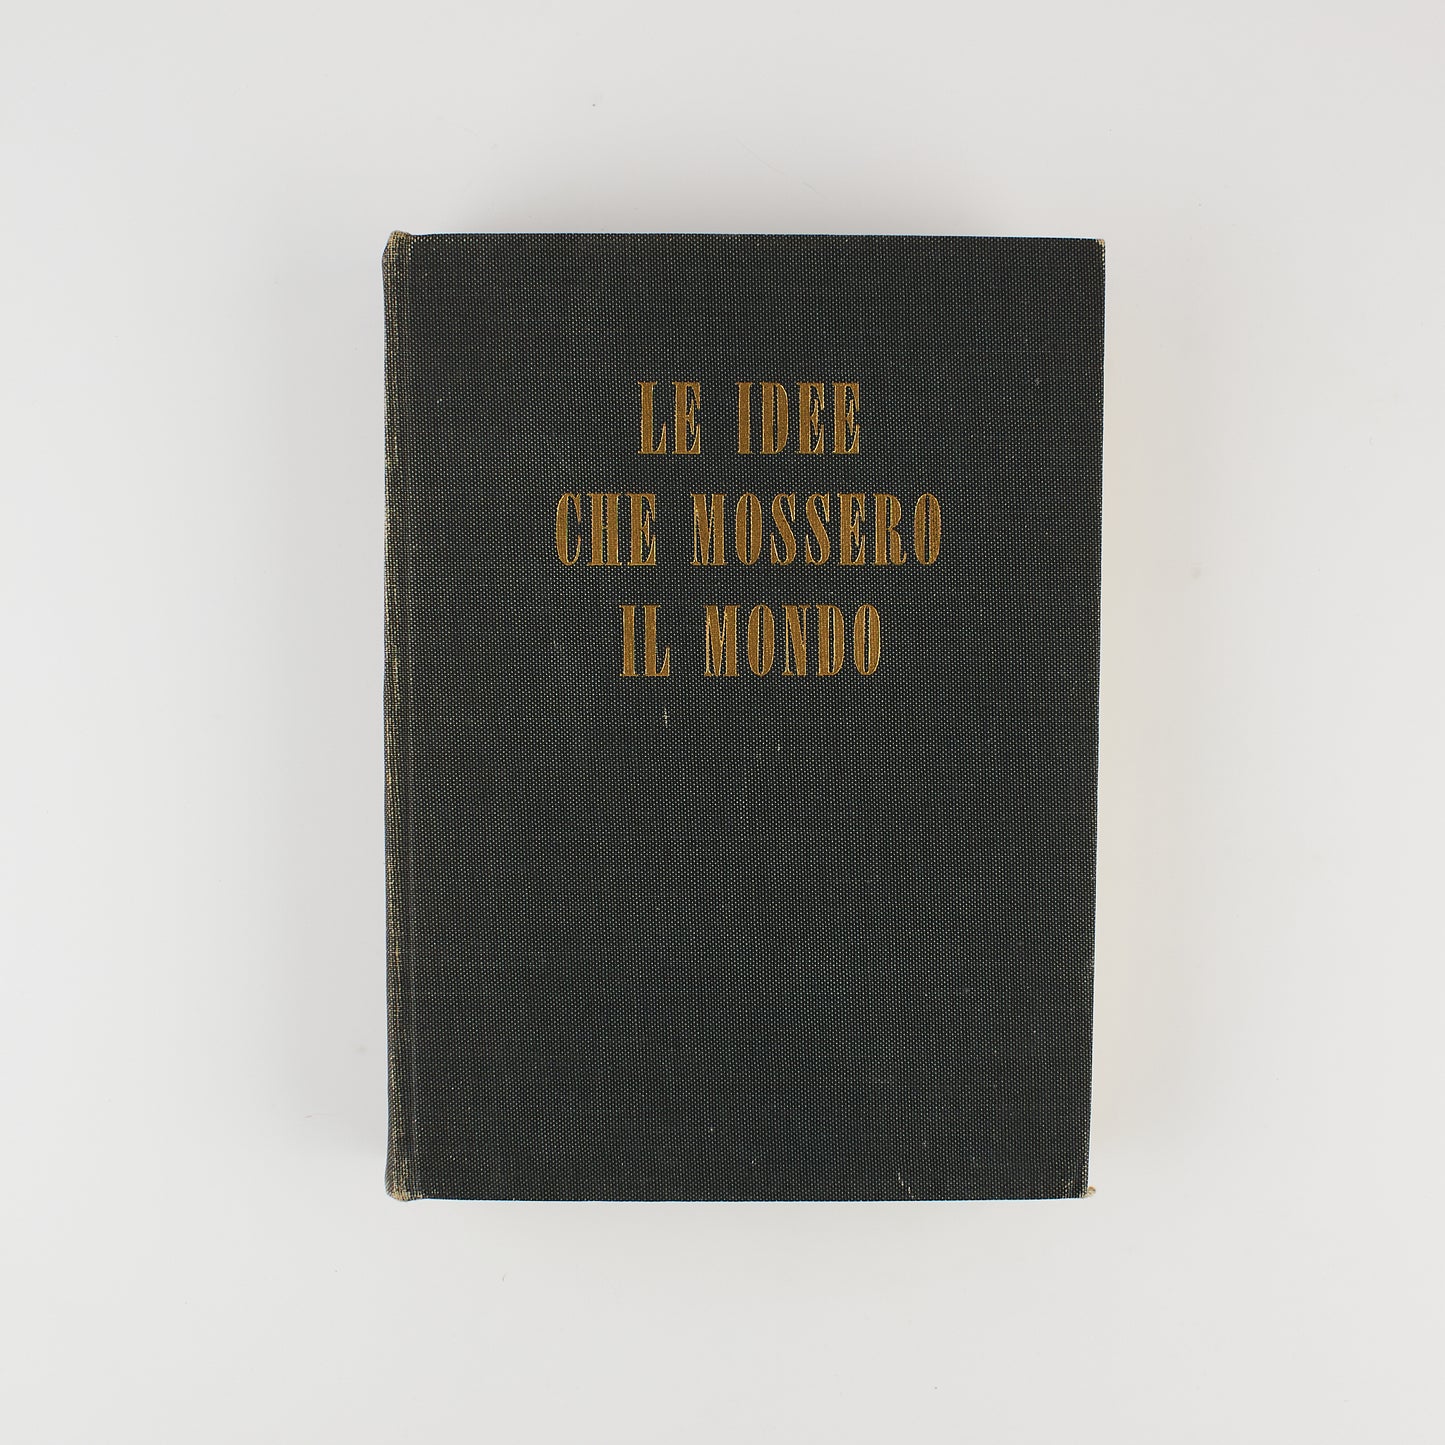 LE IDEE
CHE MOSSERO
IL MONDO